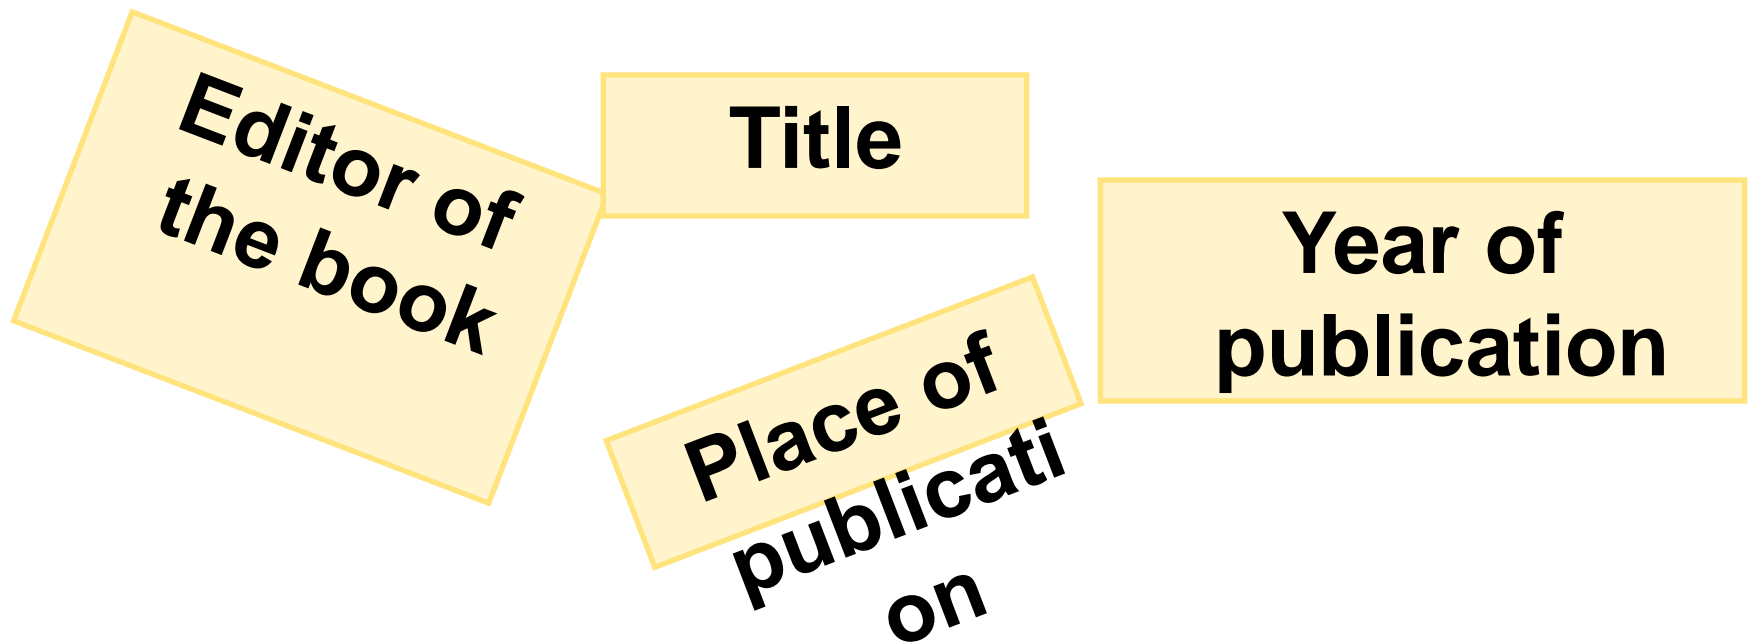 Editor of
the book
Title
Year of
publication
Place of
publicati
on